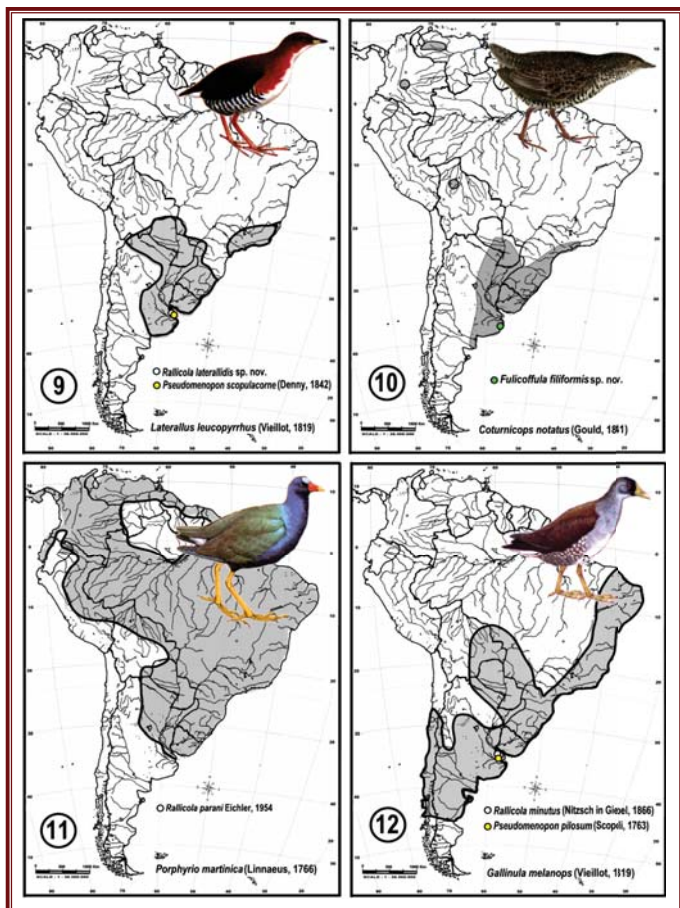 9
Rallicola laterallidis sp. nov.
Pseudomenopon scopulacorne (Denny, 1842)
Laterallus leucopyrrhus (Vieillot, 1819)
10
Fulicoffula filiformis sp. nov.
Coturnicops notatus (Gould, 1841)
11
Rallicola parani Eichler, 1954
Porphyrio martinica (Linnaeus, 1766)
12
Rallicola minutus (Nitzsch in Giebel, 1866)
Pseudomenopon pilosum (Scopoli, 1763)
Gallinula melanops (Vieillot, 1819)